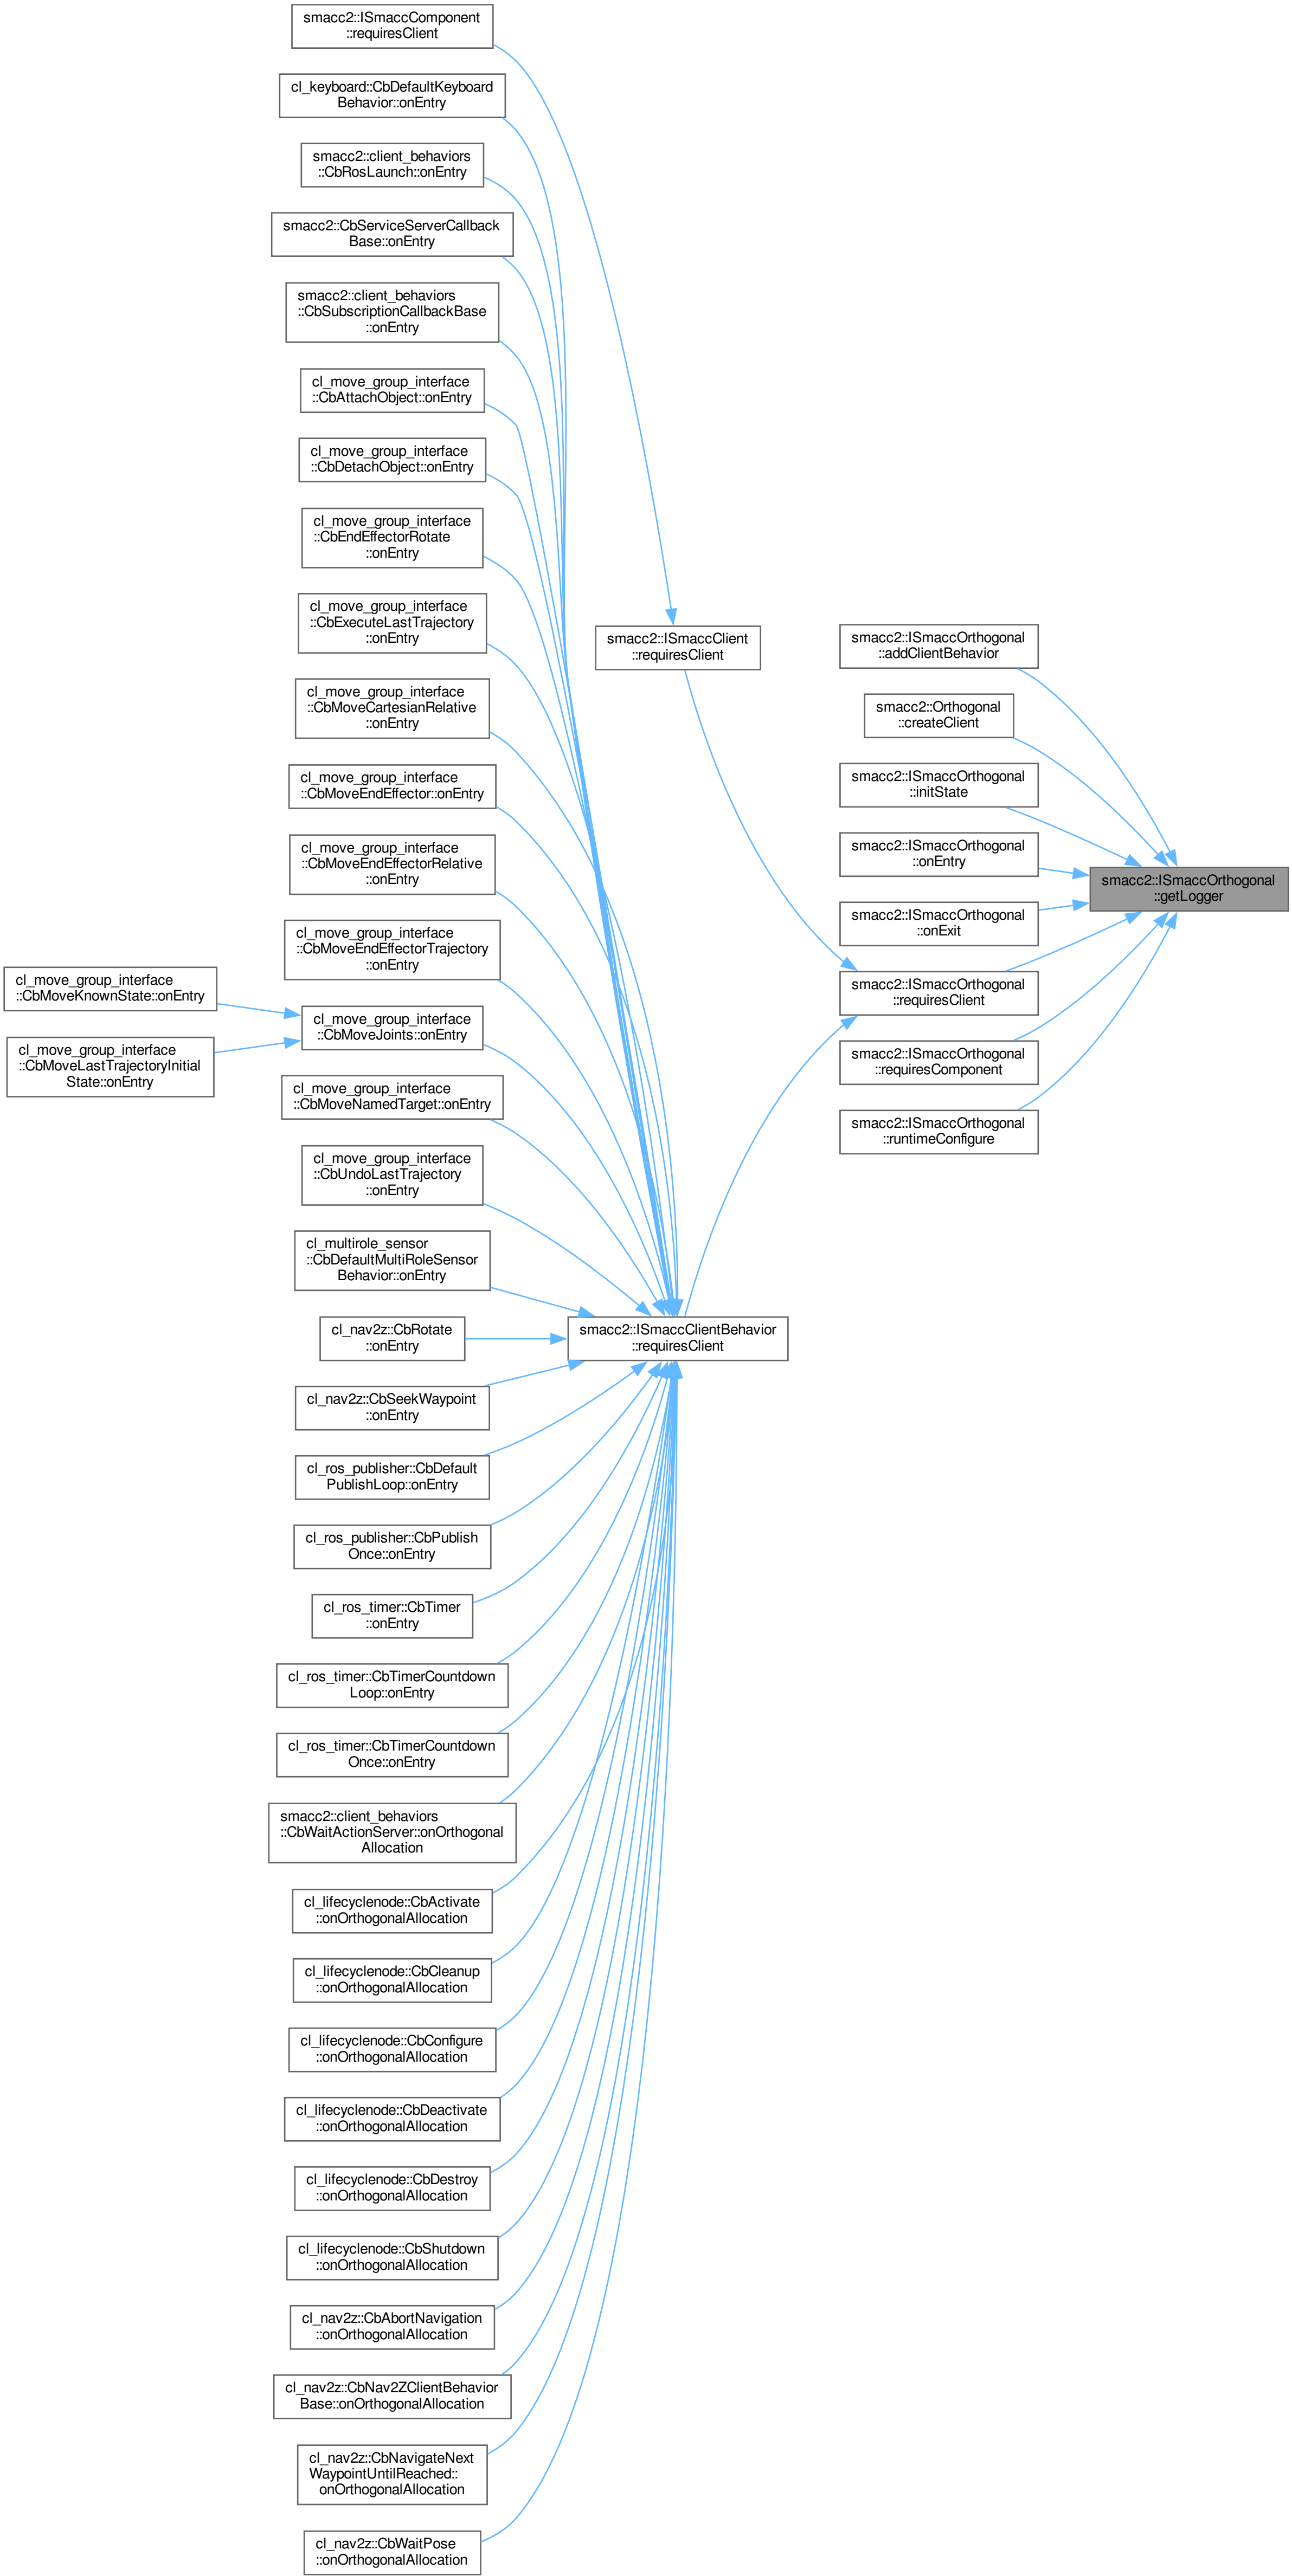 smacc2::ISmaccComponent
::requiresClient
cl_keyboard::CbDefaultKeyboard
Behavior::onEntry
smacc2::client_behaviors
::CbRosLaunch::onEntry
smacc2::CbServiceServerCallback
Base::onEntry
smacc2::client_behaviors
::CbSubscriptionCallbackBase
::onEntry
cl_move_group_interface
::CbAttachObject::onEntry
cl_move_group_interface
::CbDetachObject::onEntry
cl_move_group_interface
::CbEndEffectorRotate
::onEntry
cl_move_group_interface
::CbExecuteLastTrajectory
::onEntry
cl_move_group_interface
::CbMoveCartesianRelative
::onEntry
cl_move_group_interface
::CbMoveEndEffector::onEntry
cl_move_group_interface
::CbMoveEndEffectorRelative
::onEntry
cl_move_group_interface
::CbMoveEndEffectorTrajectory
::onEntry
cl_move_group_interface
::CbMoveKnownState::onEntry
cl_move_group_interface
::CbMoveLastTrajectoryInitial
State::onEntry
cl_move_group_interface
::CbMoveJoints::onEntry
cl_move_group_interface
::CbMoveNamedTarget::onEntry
cl_move_group_interface
::CbUndoLastTrajectory
::onEntry
cl_multirole_sensor
::CbDefaultMultiRoleSensor
Behavior::onEntry
cl_nav2z::CbRotate
::onEntry
cl_nav2z::CbSeekWaypoint
::onEntry
cl_ros_publisher::CbDefault
PublishLoop::onEntry
cl_ros_publisher::CbPublish
Once::onEntry
cl_ros_timer::CbTimer
::onEntry
cl_ros_timer::CbTimerCountdown
Loop::onEntry
cl_ros_timer::CbTimerCountdown
Once::onEntry
smacc2::client_behaviors
::CbWaitActionServer::onOrthogonal
Allocation
cl_lifecyclenode::CbActivate
::onOrthogonalAllocation
cl_lifecyclenode::CbCleanup
::onOrthogonalAllocation
cl_lifecyclenode::CbConfigure
::onOrthogonalAllocation
cl_lifecyclenode::CbDeactivate
::onOrthogonalAllocation
cl_lifecyclenode::CbDestroy
::onOrthogonalAllocation
cl_lifecyclenode::CbShutdown
::onOrthogonalAllocation
cl_nav2z::CbAbortNavigation
::onOrthogonalAllocation
cl_nav2z::CbNav2ZClientBehavior
Base::onOrthogonalAllocation
cl_nav2z::CbNavigateNext
WaypointUntilReached::
onOrthogonalAllocation
cl_nav2z::CbWaitPose
::onOrthogonalAllocation
smacc2::ISmaccClient
::requiresClient
smacc2::ISmaccClientBehavior
::requiresClient
smacc2::ISmaccOrthogonal
::addClientBehavior
smacc2::Orthogonal
::createClient
smacc2::ISmaccOrthogonal
::initState
smacc2::ISmaccOrthogonal
::onEntry
smacc2::ISmaccOrthogonal
::onExit
smacc2::ISmaccOrthogonal
::requiresClient
smacc2::ISmaccOrthogonal
::requiresComponent
smacc2::ISmaccOrthogonal
::runtimeConfigure
smacc2::ISmaccOrthogonal
::getLogger